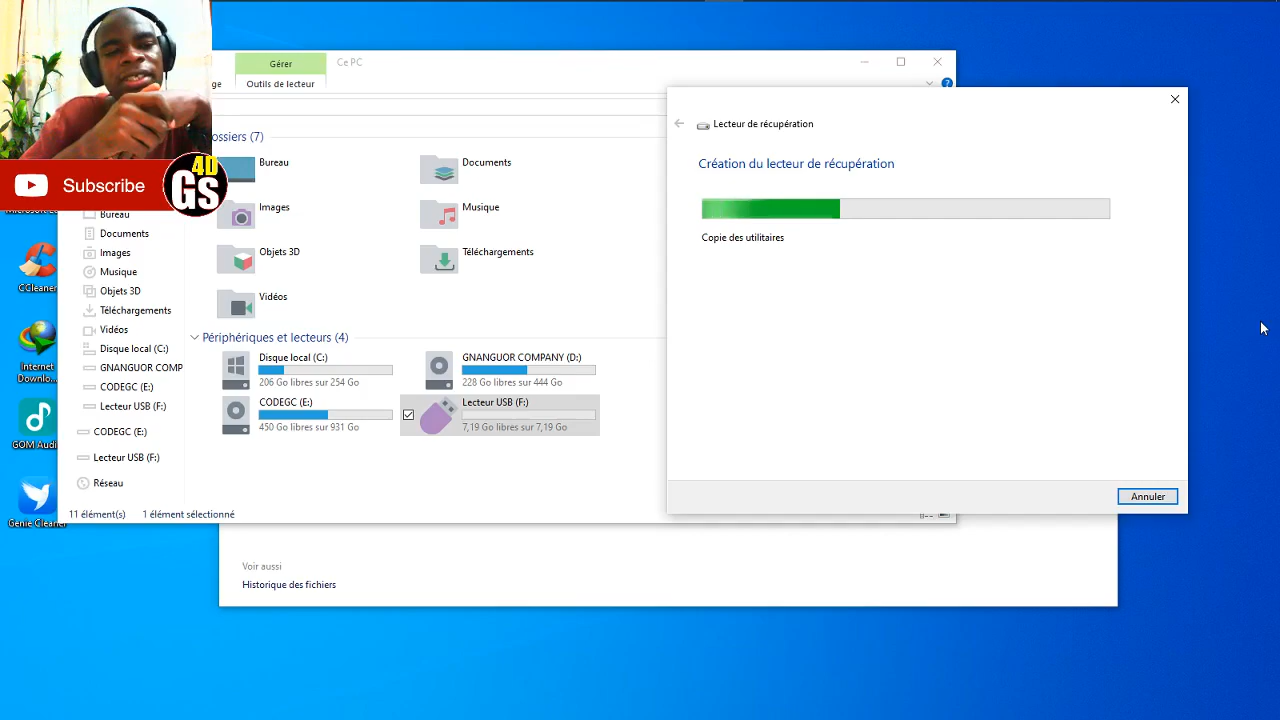 Gérer
Ce PC
ge
Outils de lecteur
Subscribe
4D
GS
ossiers (7)
Bureau
Documents
Images
Musique
Objets 3D
Téléchargements
Vidéos
Périphériques et lecteurs (4)
Disque local (C:)
206 Go libres sur 254 Go
GNANGUOR COMPANY (D:)
228 Go libres sur 444 Go
CODEGC (E:)
450 Go libres sur 931 Go
Lecteur USB (F:)
7,19 Go libres sur 7,19 Go
Bureau
Documents
Images
Musique
Objets 3D
Téléchargements
Vidéos
Disque local (C:)
GNANGUOR COMP
CODEGC (E:)
Lecteur USB (F:)
CODEGC (E:)
Lecteur USB (F:)
Réseau
11 élément(s)
1 élément sélectionné
CCleaner
Internet
Downlo...
GOM Audi
Genie Cleaner
Lecteur de récupération
Création du lecteur de récupération
Copie des utilitaires
Annuler
Voir aussi
Historique des fichiers